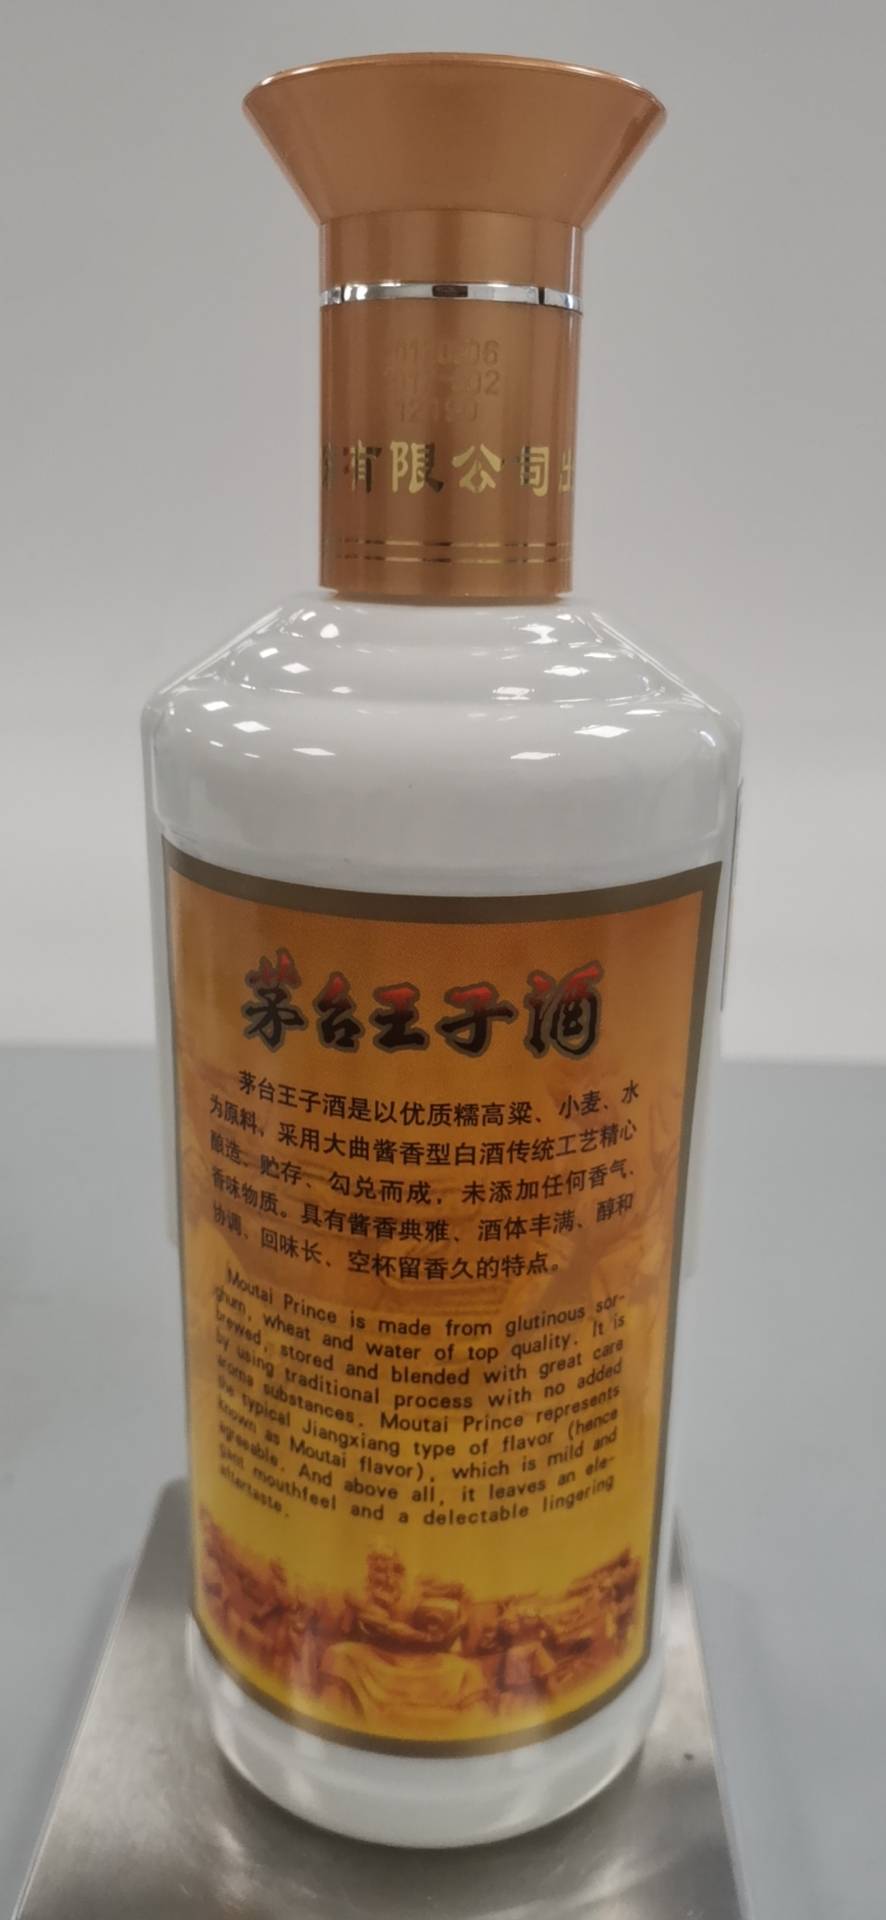 有限公司出
茅台王子酒
茅台王子酒是以优质糯高粱、小麦、水
为原料，采用大曲酱香型白酒传统工艺精心
酿造、贮存、勾兑而成，未添加任何香气、
香味物质。具有酱香典雅、酒体丰满、醇和
协调、回味长、空杯留香久的特点。
Moutai Prince is made from glutinous sor-
ghum, wheat and water of top quality. It is
brewed, stored and blended with great care
by using traditional process with no added
aroma substances. Moutai Prince represents
the typical Jiangxiang type of flavor (hence
known as Moutai flavor), which is mild and
agreeable. And above all, it leaves an ele-
gant mouthfeel and a delectable lingering
aftertaste.